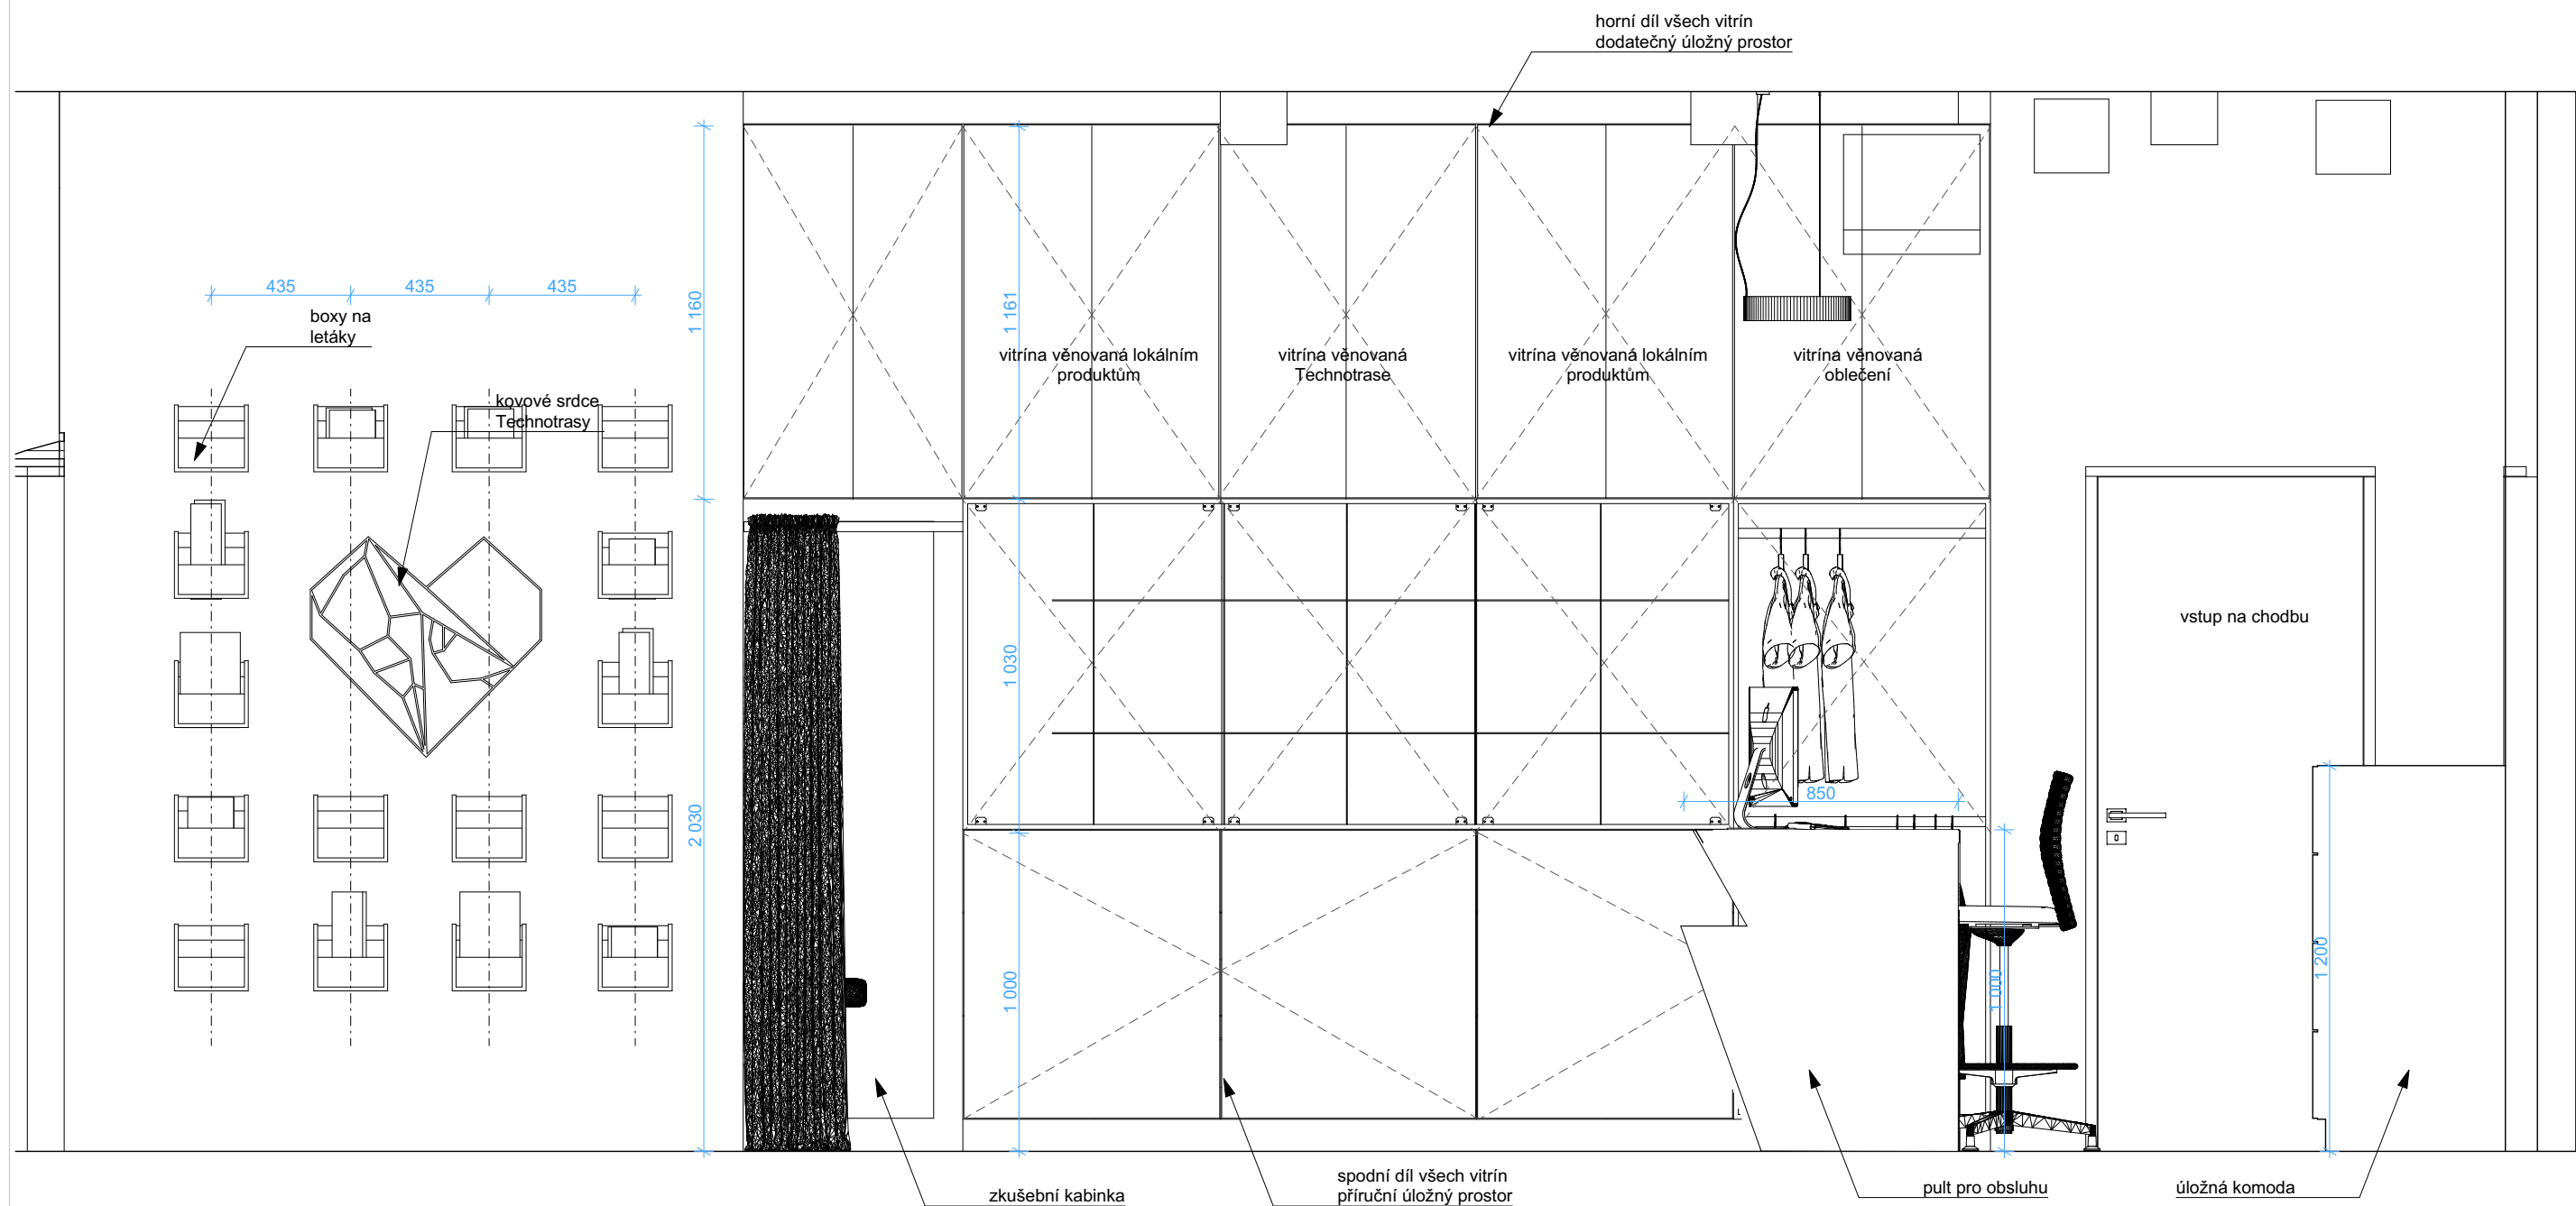 horní díl všech vitrín
dodatečný úložný prostor
435
435
435
boxy na
letáky
1 160
1 161
vitrína věnovaná lokálním
produktům
vitrína věnovaná
Technotrase
vitrína věnovaná lokálním
produktům
vitrína věnovaná
oblečení
kovové srdce
Technotrasy
vstup na chodbu
1 030
850
2 030
1 000
1 000
1 200
zkušební kabinka
spodní díl všech vitrín
příruční úložný prostor
pult pro obsluhu
úložná komoda